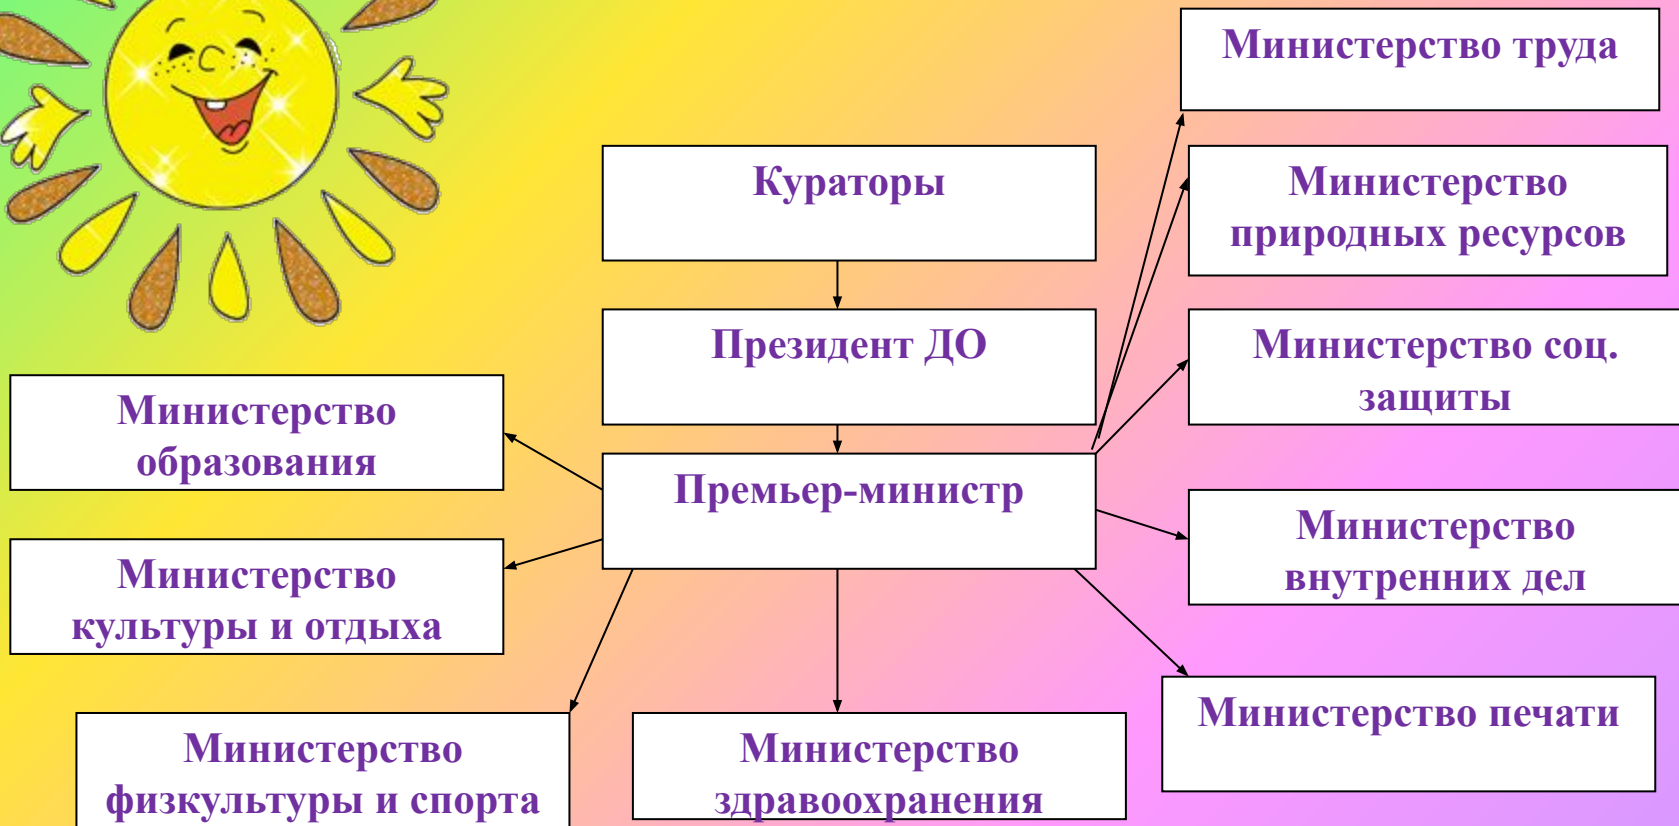 Министерство труда
Кураторы
Министерство
природных ресурсов
Президент ДО
Министерство соц.
защиты
Министерство
образования
Премьер-министр
Министерство
внутренних дел
Министерство
культуры и отдыха
Министерство печати
Министерство
физкультуры и спорта
Министерство
здравоохранения